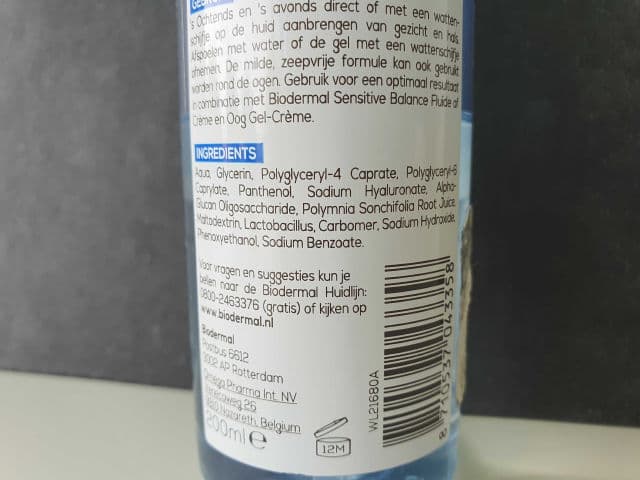 GEBRUIK
's Ochtends en 's avonds direct of met een watten-
schijfje op de huid aanbrengen van gezicht en hals.
Afspoelen met water of de gel met een wattenschijfje
afnemen. De milde, zeepvrije formule kan ook gebruikt
worden rond de ogen. Gebruik voor een optimaal resultaat
in combinatie met Biodermal Sensitive Balance Fluide of
Crème en Oog Gel-Crème.
INGREDIENTS
Aqua, Glycerin, Polyglyceryl-4 Caprate, Polyglyceryl-6
Caprylate, Panthenol, Sodium Hyaluronate, Alpha-
Glucan Oligosaccharide, Polymnia Sonchifolia Root Juice,
Maltodextrin, Lactobacillus, Carbomer, Sodium Hydroxide,
Phenoxyethanol, Sodium Benzoate.
Voor vragen en suggesties kun je
bellen naar de Biodermal Huidlijn:
0800-2463376 (gratis) of kijken op
www.biodermal.nl
Biodermal
Postbus 6612
3002 AP Rotterdam
Omega Pharma Int. NV
Venecoweg 26
9810 Nazareth, Belgium
200ml e
12M
WL21680A
8 710537 043358